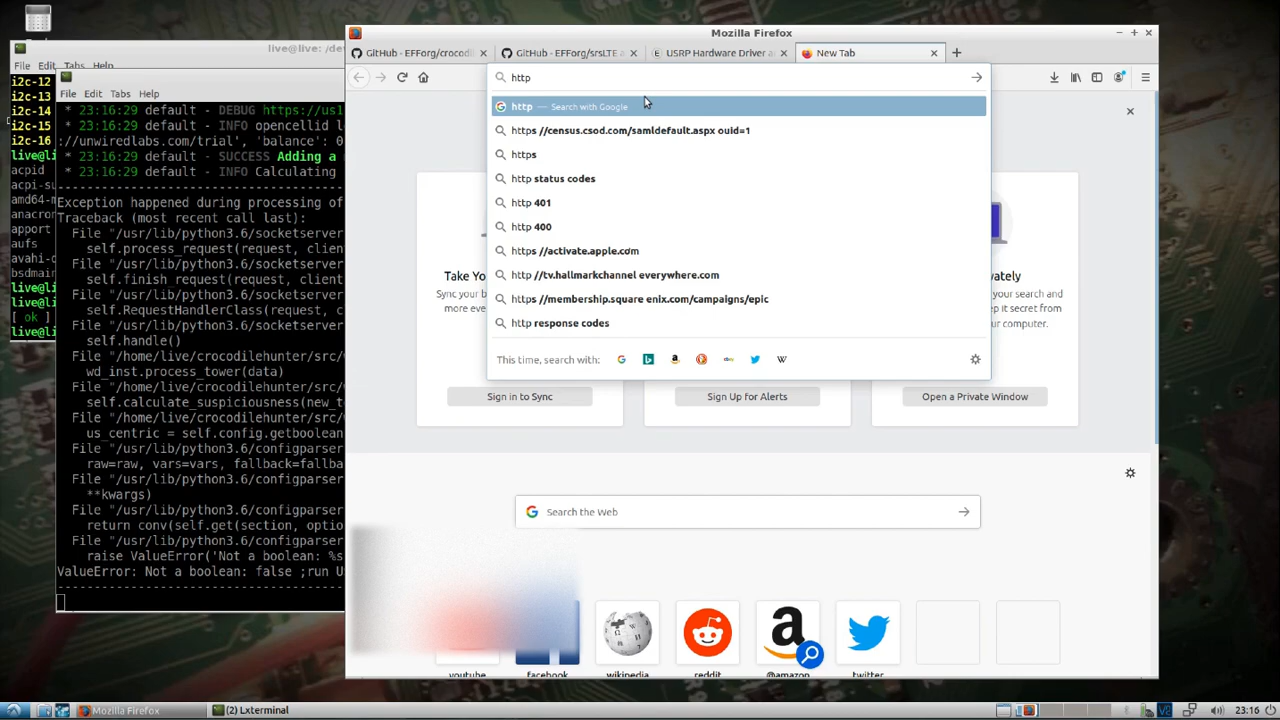 Mozilla Firefox
live@live: /de
File Edit Tabs Help
GitHub - EFForg/crocodil
GitHub - EFForg/srsLTE a
USRP Hardware Driver a
New Tab
http
http — Search with Google
https //census.csod.com/samldefault.aspx ouid=1
https
http status codes
http 401
http 400
https //activate.apple.com
http //tv.hallmarkchannel everywhere.com
https //membership.square enix.com/campaigns/epic
http response codes
This time, search with:
Sign in to Sync
Sign Up for Alerts
Open a Private Window
Take You
Sync your b
more eve
vately
ur search and
ep it secret from
ur computer.
Search the Web
youtube
facebook
wikipedia
reddit
@amazon
twitter
i2c-12
i2c-13
i2c-14
i2c-15
i2c-16
live@li
acpid
acpi-su
amd64-m
anacron
apport
aufs
avahi-d
bsdmain
live@li
live@li
[ ok ]
live@li
File Edit Tabs Help
* 23:16:29 default - DEBUG https://us1
* 23:16:29 default - INFO opencellid l
://unwiredlabs.com/trial', 'balance': 0
* 23:16:29 default - SUCCESS Adding a
* 23:16:29 default - INFO Calculating
----------------------------------------
Exception happened during processing of
Traceback (most recent call last):
File "/usr/lib/python3.6/socketserver
self.process_request(request, clien
File "/usr/lib/python3.6/socketserver
self.finish_request(request, client
File "/usr/lib/python3.6/socketserver
self.RequestHandlerClass(request, c
File "/usr/lib/python3.6/socketserver
self.handle()
File "/home/live/crocodilehunter/src/
wd_inst.process_tower(data)
File "/home/live/crocodilehunter/src/
self.calculate_suspiciousness(new_t
File "/home/live/crocodilehunter/src/
us_centric = self.config.getboolean
File "/usr/lib/python3.6/configparser
raw=raw, vars=vars, fallback=fallba
File "/usr/lib/python3.6/configparser
**kwargs)
File "/usr/lib/python3.6/configparser
return conv(self.get(section, optio
File "/usr/lib/python3.6/configparser
raise ValueError('Not a boolean: %s
ValueError: Not a boolean: false ;run U
----------------------------------------
Mozilla Firefox
(2) Lxterminal
23:16